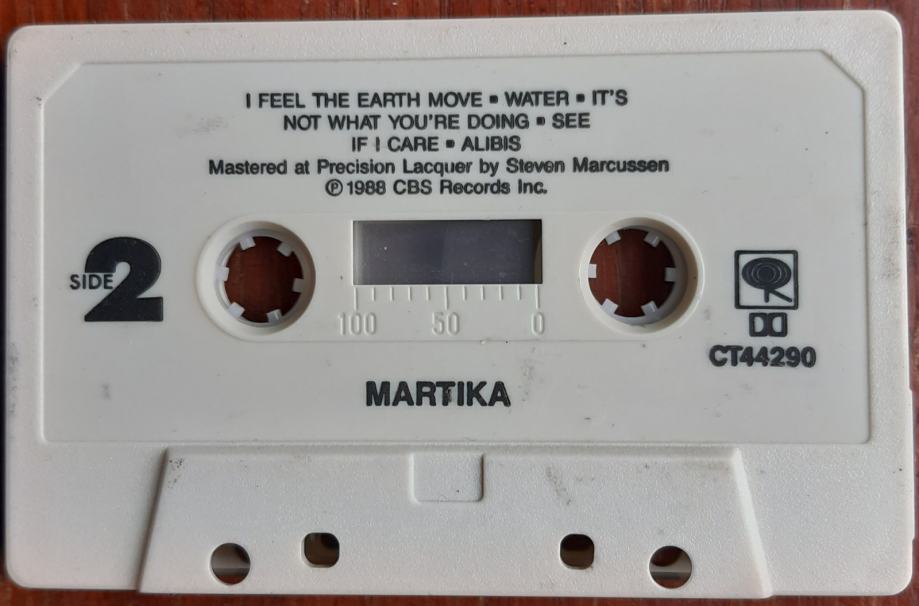 I FEEL THE EARTH MOVE ▪ WATER ▪ IT'S
NOT WHAT YOU'RE DOING ▪ SEE
IF I CARE ▪ ALIBIS
Mastered at Precision Lacquer by Steven Marcussen
℗ 1988 CBS Records Inc.
SIDE 2
100 50 0
CT44290
MARTIKA